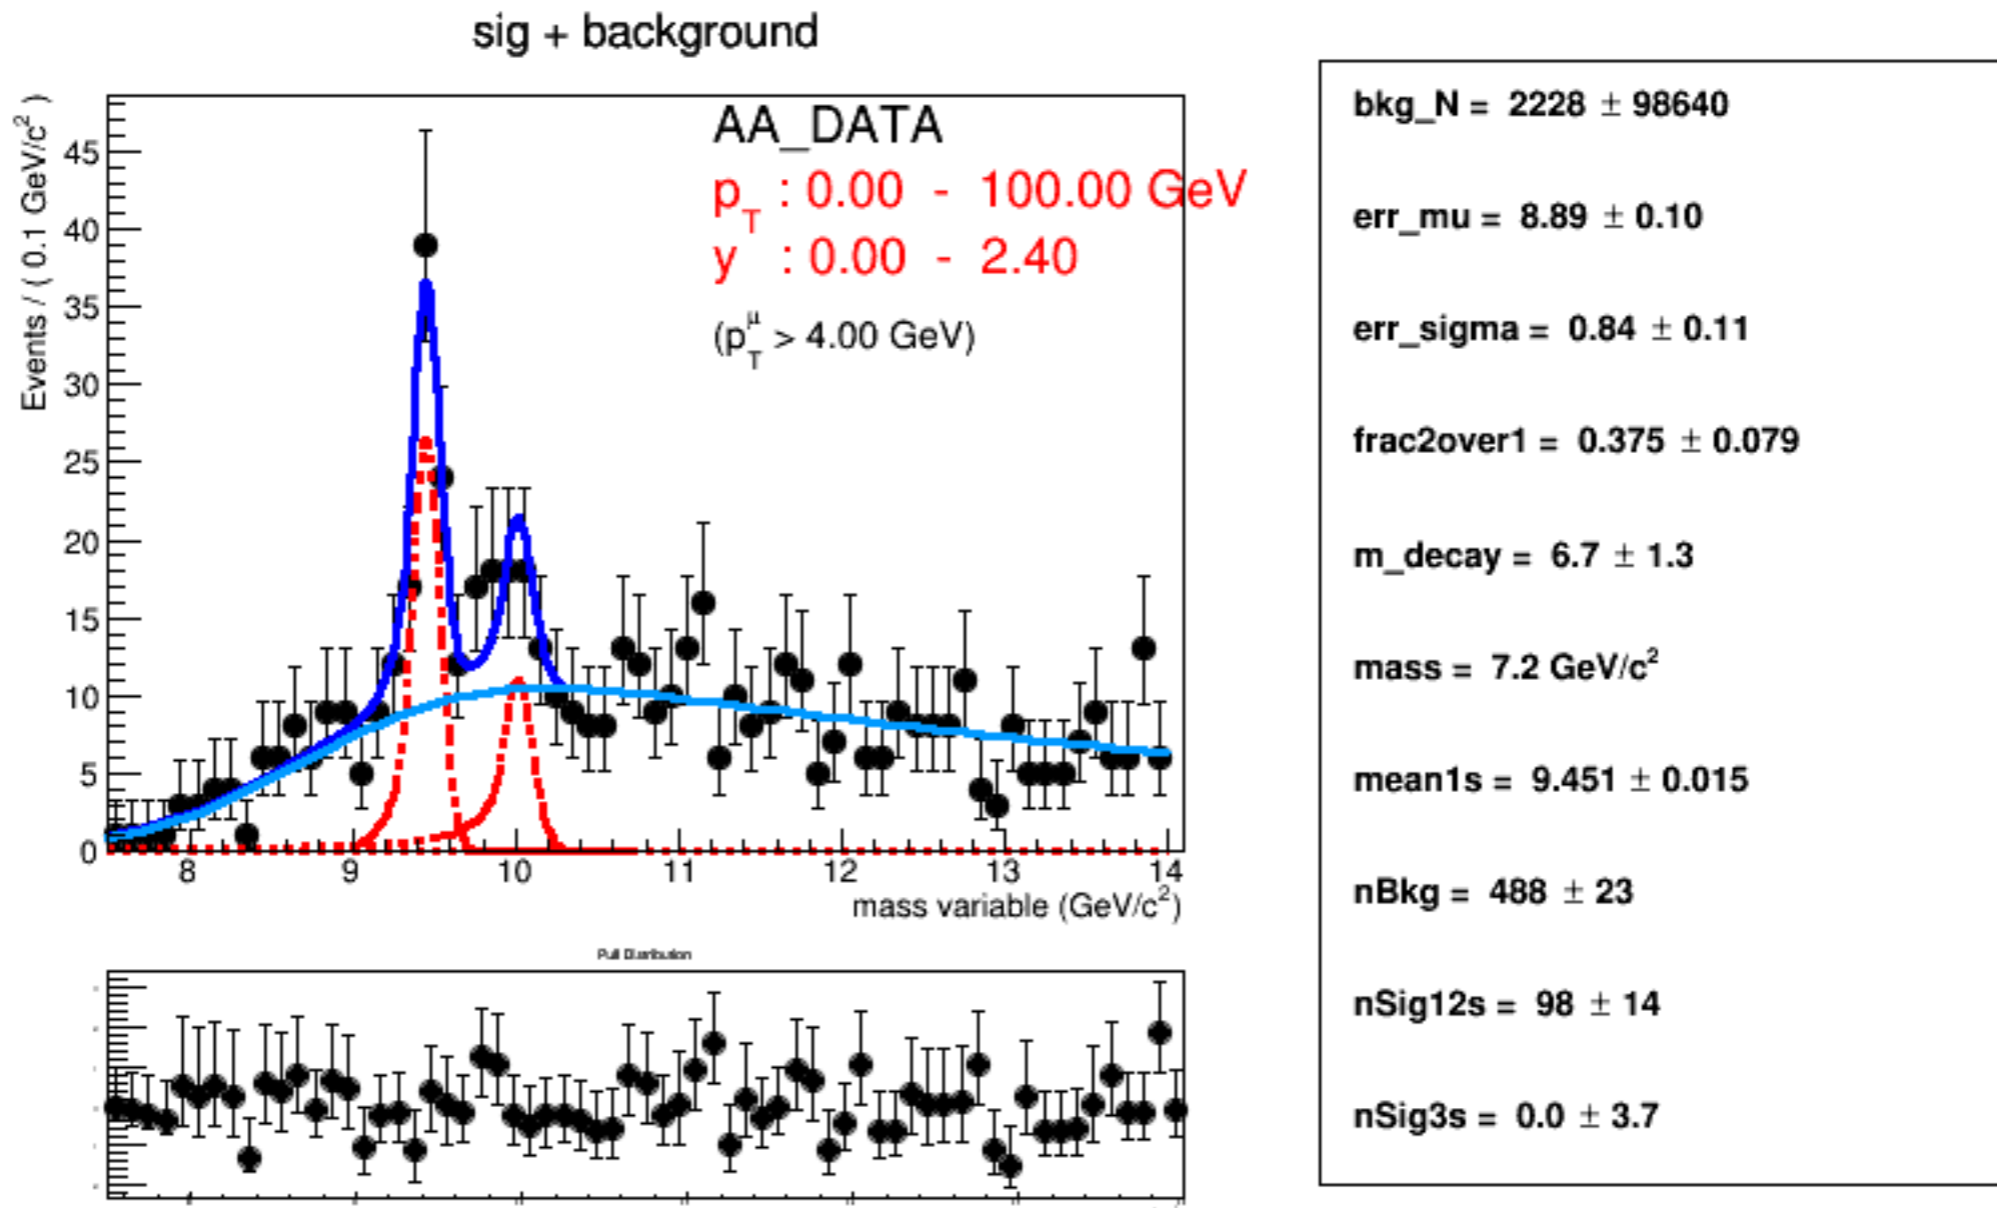 sig + background
Events / ( 0.1 GeV/c² )
45
40
35
30
25
20
15
10
5
0
AA_DATA
p_T : 0.00 - 100.00 GeV
y : 0.00 - 2.40
(p_T^μ > 4.00 GeV)
8 9 10 11 12 13 14
mass variable (GeV/c²)
Pull Distribution
bkg_N = 2228 ± 98640
err_mu = 8.89 ± 0.10
err_sigma = 0.84 ± 0.11
frac2over1 = 0.375 ± 0.079
m_decay = 6.7 ± 1.3
mass = 7.2 GeV/c²
mean1s = 9.451 ± 0.015
nBkg = 488 ± 23
nSig12s = 98 ± 14
nSig3s = 0.0 ± 3.7